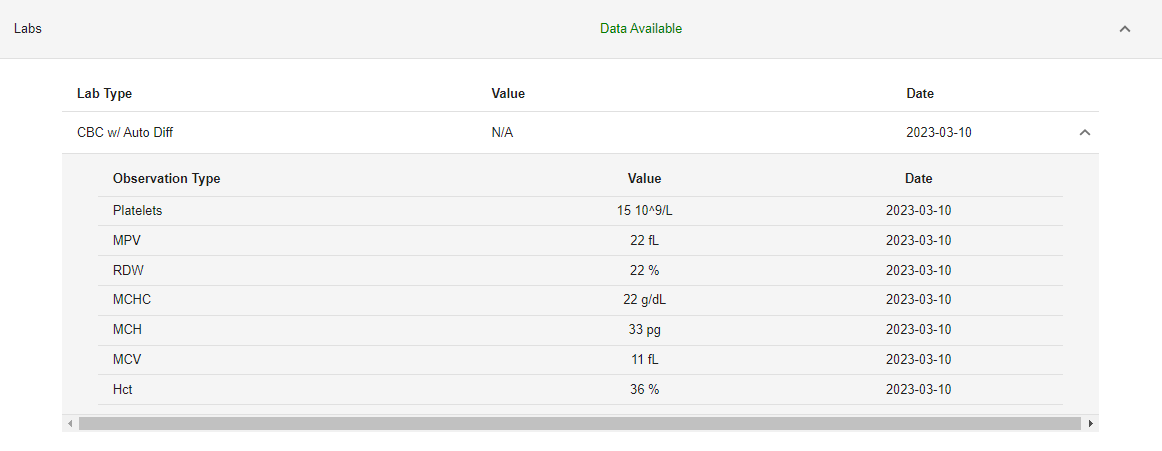 Labs Data Available
Lab Type Value Date
CBC w/ Auto Diff N/A 2023-03-10
Observation Type Value Date
Platelets 15 10^9/L 2023-03-10
MPV 22 fL 2023-03-10
RDW 22 % 2023-03-10
MCHC 22 g/dL 2023-03-10
MCH 33 pg 2023-03-10
MCV 11 fL 2023-03-10
Hct 36 % 2023-03-10